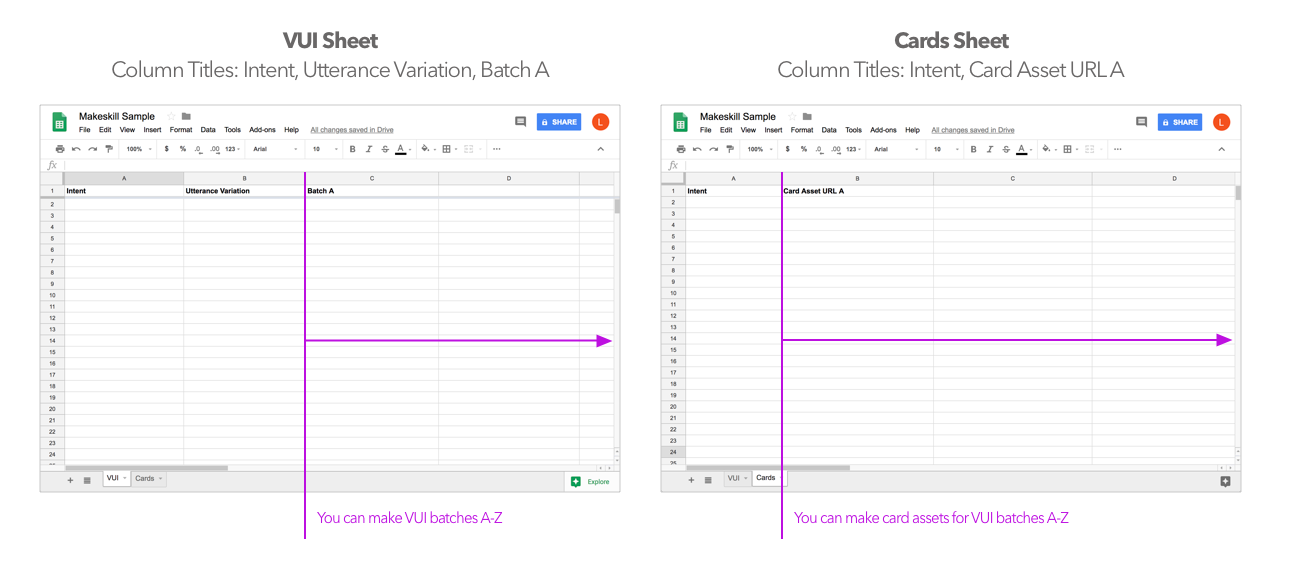 VUI Sheet
Column Titles: Intent, Utterance Variation, Batch A
Makeskill Sample
File Edit View Insert Format Data Tools Add-ons Help All changes saved in Drive
SHARE
L
100% $ % .0 .00 123 Arial 10 B I S A ...
fx
A B C D
1 Intent Utterance Variation Batch A
2
3
4
5
6
7
8
9
10
11
12
13
14
15
16
17
18
19
20
21
22
23
24
25
+ VUI Cards Explore
You can make VUI batches A-Z
Cards Sheet
Column Titles: Intent, Card Asset URL A
Makeskill Sample
File Edit View Insert Format Data Tools Add-ons Help All changes saved in Drive
SHARE
L
100% $ % .0 .00 123 Arial 10 B I S A ...
fx
A B C D
1 Intent Card Asset URL A
2
3
4
5
6
7
8
9
10
11
12
13
14
15
16
17
18
19
20
21
22
23
24
25
+ VUI Cards
You can make card assets for VUI batches A-Z